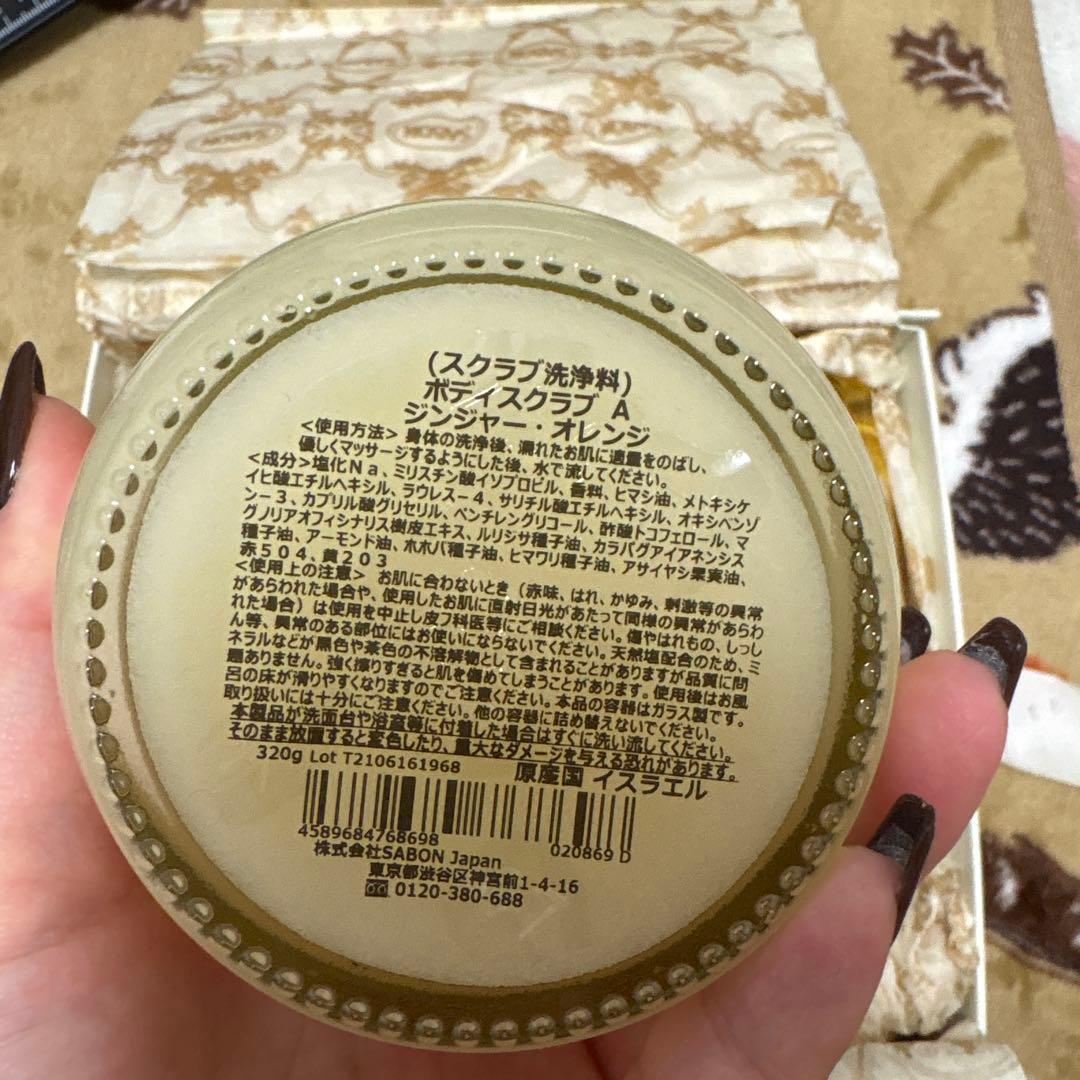 SABON
(スクラブ洗浄料)
ボディスクラブ A
ジンジャー・オレンジ
<使用方法> 身体の洗浄後、濡れたお肌に適量をのばし、
優しくマッサージするようにした後、水で流してください。
<成分>塩化Na、ミリスチン酸イソプロピル、香料、ヒマシ油、メトキシケ
イヒ酸エチルヘキシル、ラウレス-4、サリチル酸エチルヘキシル、オキシベンゾ
ン-3、カプリル酸グリセリル、ペンチレングリコール、酢酸トコフェロール、マ
グノリアオフィシナリス樹皮エキス、ルリジサ種子油、カラパグアイアネンシス
種子油、アーモンド油、ホホバ種子油、ヒマワリ種子油、アサイヤシ果実油、
赤504、黄203
<使用上の注意> お肌に合わないとき(赤味、はれ、かゆみ、刺激等の異常
があらわれた場合や、使用したお肌に直射日光があたって同様の異常があらわ
れた場合)は使用を中止し皮フ科医等にご相談ください。傷やはれもの、しっし
ん等、異常のある部位にはお使いにならないでください。天然塩配合のため、ミ
ネラルなどが黒色や茶色の不溶解物として含まれることがありますが品質に問
題ありません。強く擦りすぎると肌を傷めてしまうことがあります。使用後はお風
呂の床が滑りやすくなりますのでご注意ください。本品の容器はガラス製です。
取り扱いには十分にご注意ください。他の容器に詰め替えないでください。
本製品が洗面台や浴室等に付着した場合はすぐに洗い流してください。
そのまま放置すると変色したり、重大なダメージを与える恐れがあります。
320g Lot T2106161968 原産国 イスラエル
4589684768698 020869 D
株式会社SABON Japan
東京都渋谷区神宮前1-4-16
0120-380-688